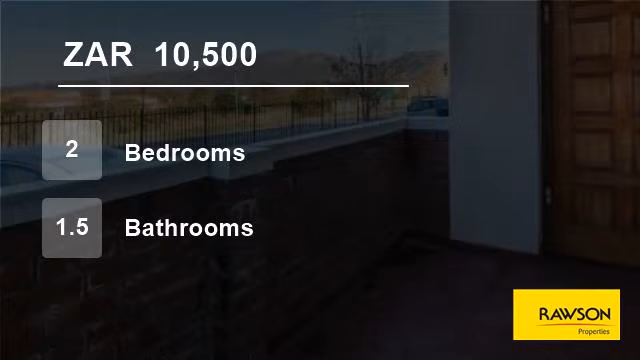 ZAR 10,500
2 Bedrooms
1.5 Bathrooms
RAWSON
Properties